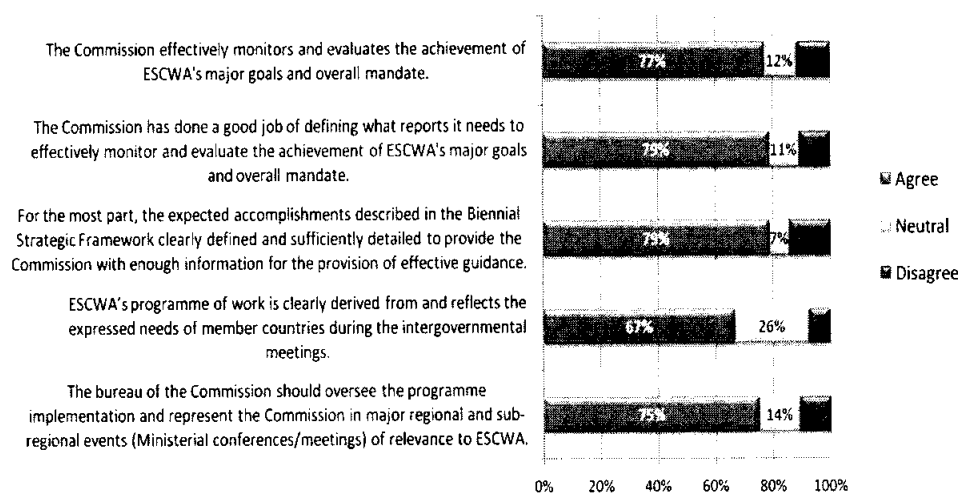 The Commission effectively monitors and evaluates the achievement of
ESCWA's major goals and overall mandate.
77%
12%
The Commission has done a good job of defining what reports it needs to
effectively monitor and evaluate the achievement of ESCWA's major goals
and overall mandate.
79%
11%
For the most part, the expected accomplishments described in the Biennial
Strategic Framework clearly defined and sufficiently detailed to provide the
Commission with enough information for the provision of effective guidance.
79%
7%
ESCWA's programme of work is clearly derived from and reflects the
expressed needs of member countries during the intergovernmental
meetings.
67%
26%
The bureau of the Commission should oversee the programme
implementation and represent the Commission in major regional and sub-
regional events (Ministerial conferences/meetings) of relevance to ESCWA.
75%
14%
0% 20% 40% 60% 80% 100%
Agree
Neutral
Disagree